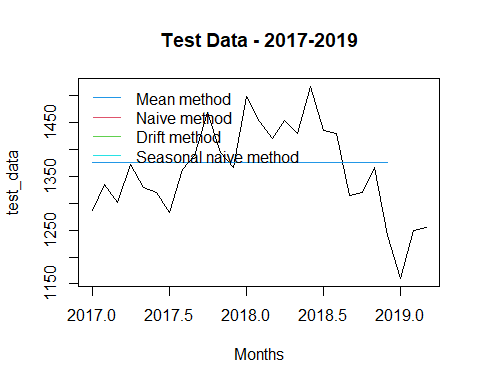 Test Data - 2017-2019
Mean method
Naive method
Drift method
Seasonal naive method
test_data
1450
1350
1250
1150
2017.0 2017.5 2018.0 2018.5 2019.0
Months